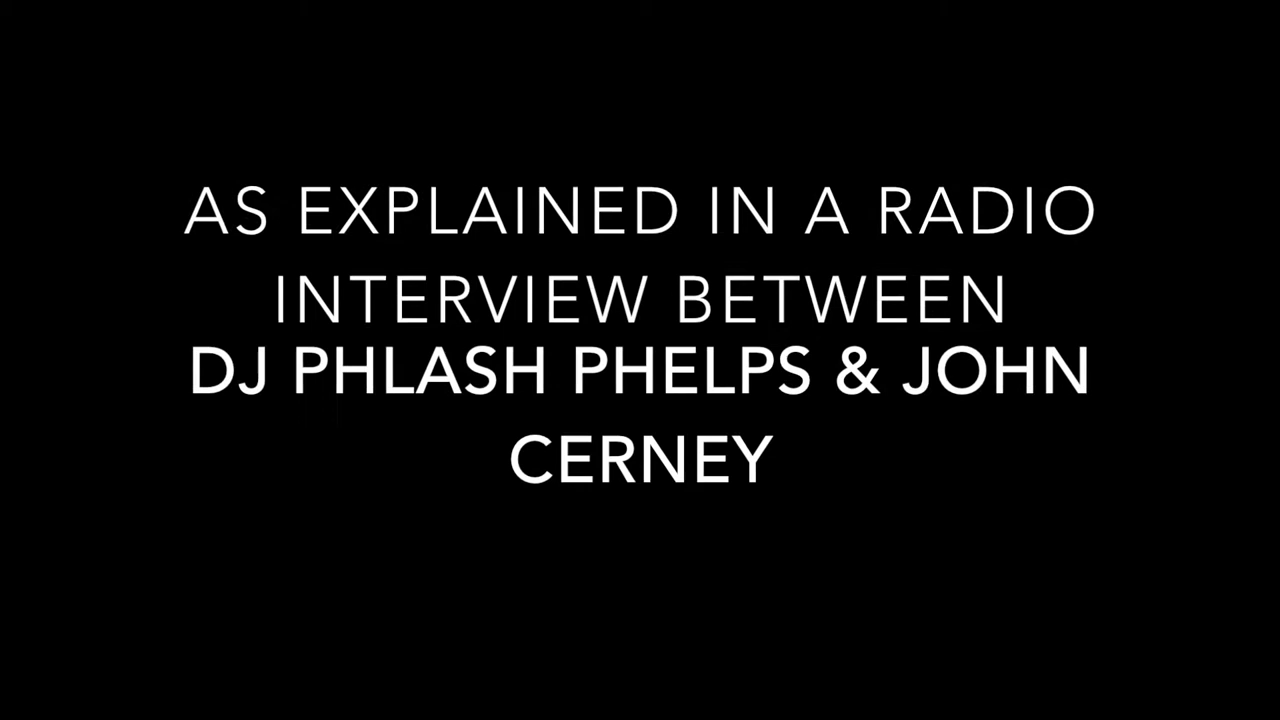 AS EXPLAINED IN A RADIO
INTERVIEW BETWEEN
DJ PHLASH PHELPS & JOHN
CERNEY